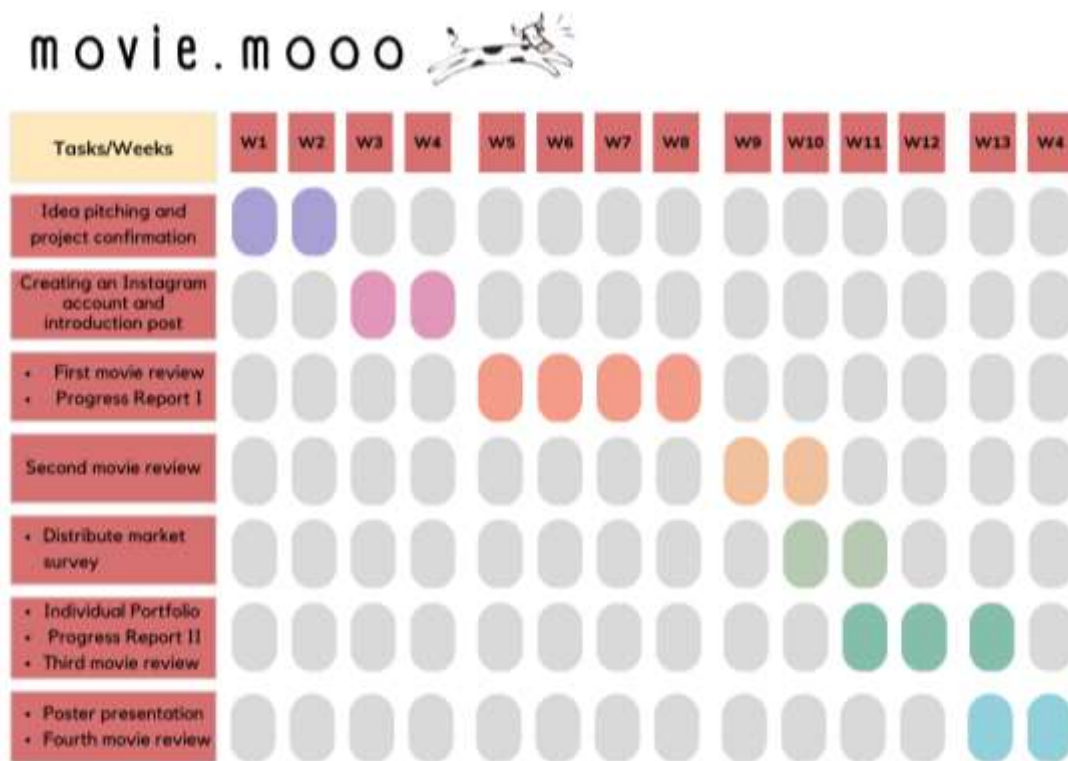 movie.mooo
Tasks/Weeks W1 W2 W3 W4 W5 W6 W7 W8 W9 W10 W11 W12 W13 W4
Idea pitching and
project confirmation
Creating an Instagram
account and
introduction post
• First movie review
• Progress Report I
Second movie review
• Distribute market
survey
• Individual Portfolio
• Progress Report II
• Third movie review
• Poster presentation
• Fourth movie review